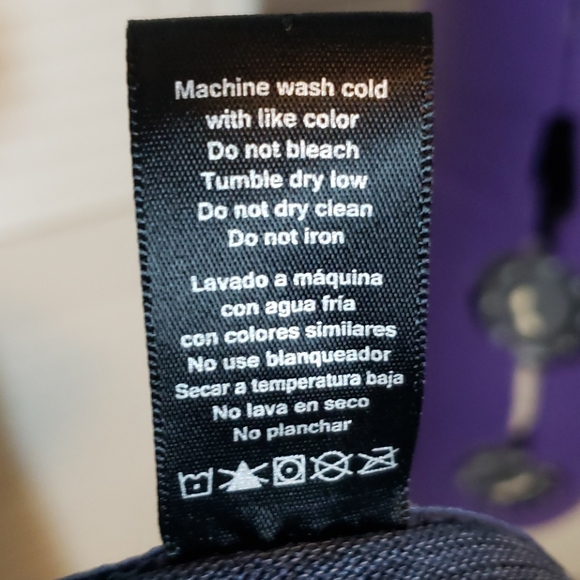 Machine wash cold
with like color
Do not bleach
Tumble dry low
Do not dry clean
Do not iron
Lavado a máquina
con agua fría
con colores similares
No use blanqueador
Secar a temperatura baja
No lava en seco
No planchar